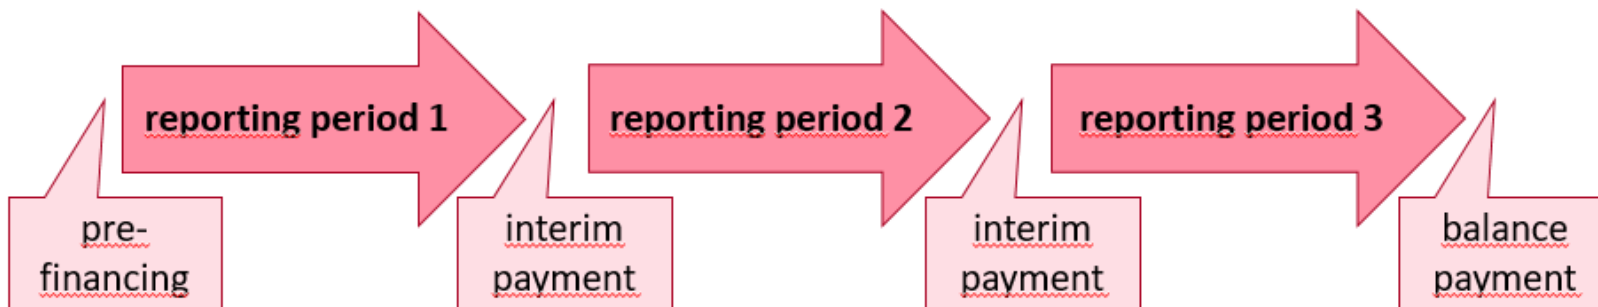 reporting period 1
reporting period 2
reporting period 3
pre-
financing
interim
payment
interim
payment
balance
payment